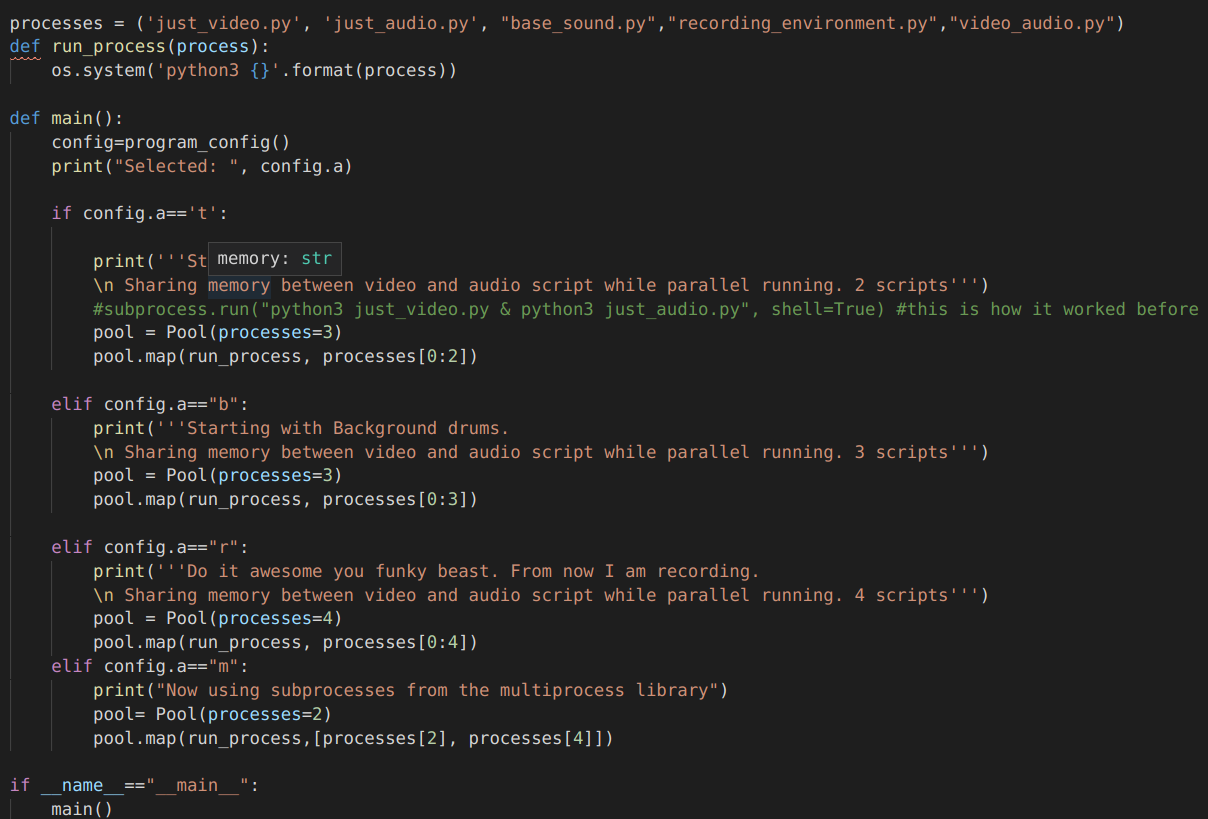 processes = ('just_video.py', 'just_audio.py', "base_sound.py","recording_environment.py","video_audio.py")
def run_process(process):
    os.system('python3 {}'.format(process))

def main():
    config=program_config()
    print("Selected: ", config.a)

    if config.a=='t':

        print('''St
memory: str
        \n Sharing memory between video and audio script while parallel running. 2 scripts''')
        #subprocess.run("python3 just_video.py & python3 just_audio.py", shell=True) #this is how it worked before
        pool = Pool(processes=3)
        pool.map(run_process, processes[0:2])

    elif config.a=="b":
        print('''Starting with Background drums.
        \n Sharing memory between video and audio script while parallel running. 3 scripts''')
        pool = Pool(processes=3)
        pool.map(run_process, processes[0:3])

    elif config.a=="r":
        print('''Do it awesome you funky beast. From now I am recording.
        \n Sharing memory between video and audio script while parallel running. 4 scripts''')
        pool = Pool(processes=4)
        pool.map(run_process, processes[0:4])
    elif config.a=="m":
        print("Now using subprocesses from the multiprocess library")
        pool= Pool(processes=2)
        pool.map(run_process,[processes[2], processes[4]])

if __name__=="__main__":
    main()